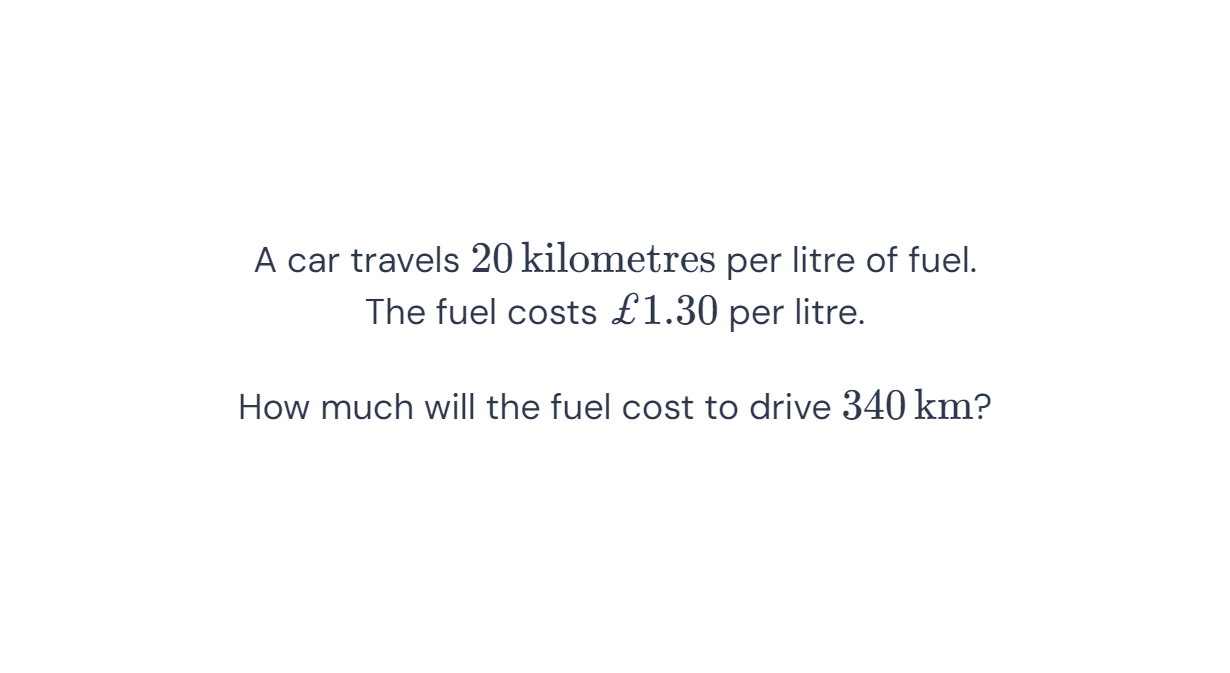 A car travels 20 kilometres per litre of fuel.
The fuel costs £1.30 per litre.
How much will the fuel cost to drive 340 km?